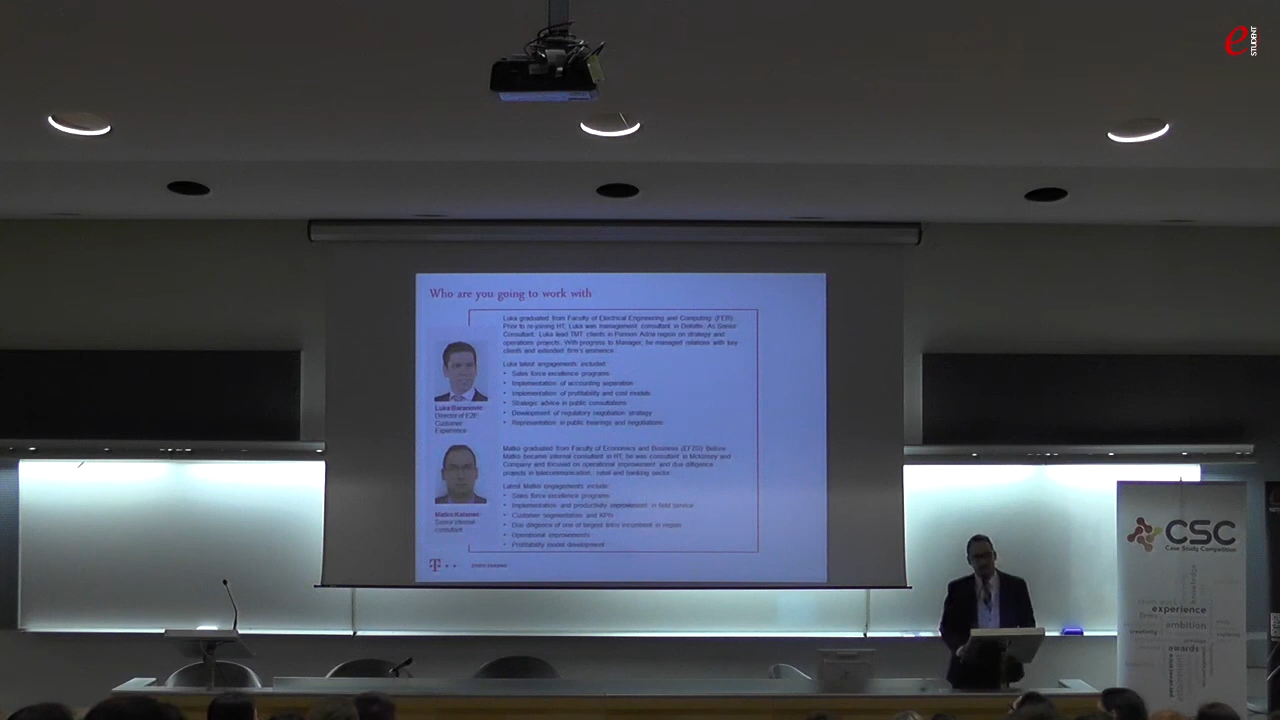 e
STUDENT
Who are you going to work with
Luka graduated from Faculty of Electrical Engineering and Computing (FER).
Prior to re-joining HT, Luka was management consultant in Deloitte. As Senior
Consultant, Luka lead TMT clients in Former Adria region on strategy and
operations projects. With progress to Manager, he managed relations with key
clients and extended firm's eminence.
Luka latest engagements included:
• Sales force excellence programs
• Implementation of accounting separation
• Implementation of profitability and cost models
• Strategic advice in public consultations
• Development of regulatory negotiation strategy
• Representation in public hearings and negotiations
Luka Baranovic
Director of E2E
Customer
Experience
Matko graduated from Faculty of Economics and Business (EFZG). Before
Matko became internal consultant in HT, he was consultant in Mckinsey and
Company and focused on operational improvement and due diligence
projects in telecommunication, retail and banking sector.
Latest Matko engagements include:
• Sales force excellence programs
• Implementation and productivity improvement in field service
• Customer segmentation and KPIs
• Due diligence of one of largest telco incumbent in region
• Operational improvements
• Profitability model development
Matko
Senior internal
consultant
T
CSC
Case Study Competition
knowledge
experience
creativity
ambition
prestige
awards
perseverance